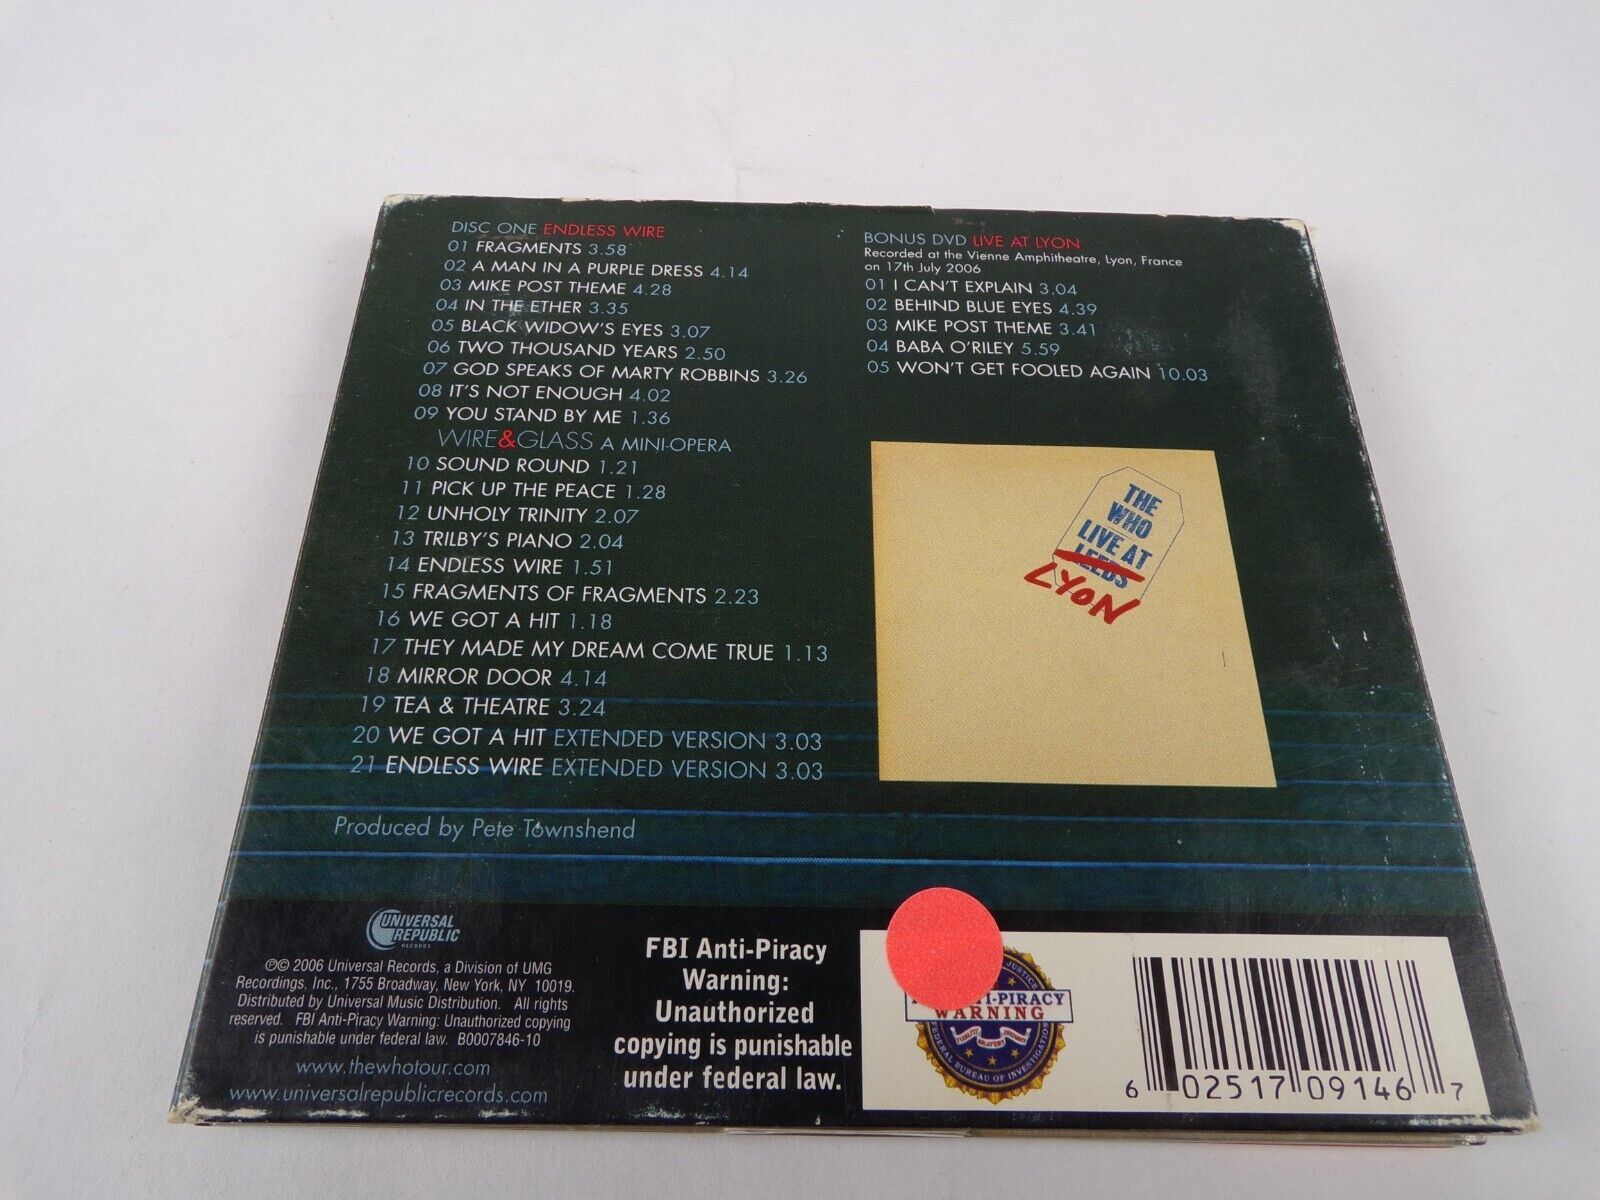 DISC ONE ENDLESS WIRE
01 FRAGMENTS 3.58
02 A MAN IN A PURPLE DRESS 4.14
03 MIKE POST THEME 4.28
04 IN THE ETHER 3.35
05 BLACK WIDOW'S EYES 3.07
06 TWO THOUSAND YEARS 2.50
07 GOD SPEAKS OF MARTY ROBBINS 3.26
08 IT'S NOT ENOUGH 4.02
09 YOU STAND BY ME 1.36
WIRE&GLASS A MINI-OPERA
10 SOUND ROUND 1.21
11 PICK UP THE PEACE 1.28
12 UNHOLY TRINITY 2.07
13 TRILBY'S PIANO 2.04
14 ENDLESS WIRE 1.51
15 FRAGMENTS OF FRAGMENTS 2.23
16 WE GOT A HIT 1.18
17 THEY MADE MY DREAM COME TRUE 1.13
18 MIRROR DOOR 4.14
19 TEA & THEATRE 3.24
20 WE GOT A HIT EXTENDED VERSION 3.03
21 ENDLESS WIRE EXTENDED VERSION 3.03
Produced by Pete Townshend
BONUS DVD LIVE AT LYON
Recorded at the Vienne Amphitheatre, Lyon, France
on 17th July 2006
01 I CAN'T EXPLAIN 3.04
02 BEHIND BLUE EYES 4.39
03 MIKE POST THEME 3.41
04 BABA O'RILEY 5.59
05 WON'T GET FOOLED AGAIN 10.03
THE
WHO
LIVE AT
LEEDS
LYON
UNIVERSAL
REPUBLIC
RECORDS
℗© 2006 Universal Records, a Division of UMG
Recordings, Inc., 1755 Broadway, New York, NY 10019.
Distributed by Universal Music Distribution. All rights
reserved. FBI Anti-Piracy Warning: Unauthorized copying
is punishable under federal law. B0007846-10
www.thewhotour.com
www.universalrepublicrecords.com
FBI Anti-Piracy
Warning:
Unauthorized
copying is punishable
under federal law.
JUSTICE
TI-PIRACY
WARNING
FEDERAL BUREAU OF INVESTIGATION
6 02517 09146 7